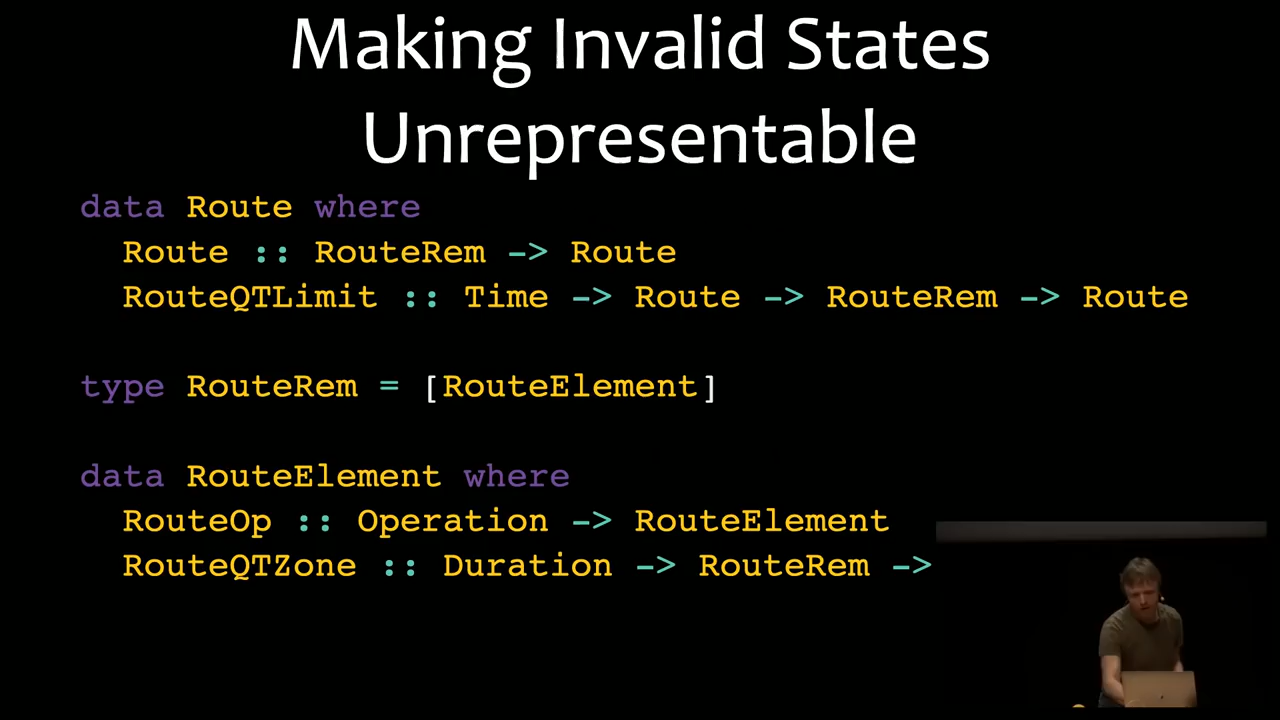 Making Invalid States
Unrepresentable
data Route where
Route :: RouteRem -> Route
RouteQTLimit :: Time -> Route -> RouteRem -> Route
type RouteRem = [RouteElement]
data RouteElement where
RouteOp :: Operation -> RouteElement
RouteQTZone :: Duration -> RouteRem ->